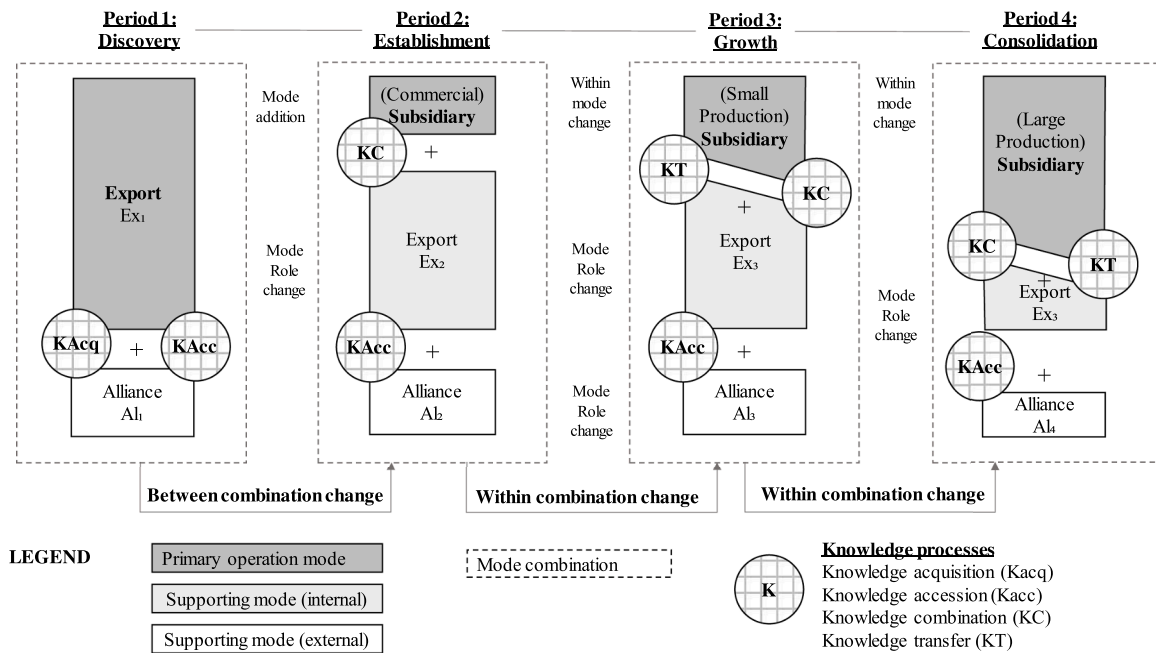 Period 1:
Discovery
Period 2:
Establishment
Period 3:
Growth
Period 4:
Consolidation
Export
Ex₁
KAcq
+
KAcc
Alliance
Al₁
Mode
addition
Mode
Role
change
(Commercial)
Subsidiary
KC
+
Export
Ex₂
KAcc
+
Alliance
Al₂
Within
mode
change
Mode
Role
change
Mode
Role
change
(Small
Production)
Subsidiary
KT
KC
+
Export
Ex₃
KAcc
+
Alliance
Al₃
Within
mode
change
Mode
Role
change
(Large
Production)
Subsidiary
KC
KT
+
Export
Ex₃
KAcc
+
Alliance
Al₄
Between combination change
Within combination change
Within combination change
LEGEND
Primary operation mode
Supporting mode (internal)
Supporting mode (external)
Mode combination
K
Knowledge processes
Knowledge acquisition (Kacq)
Knowledge accession (Kacc)
Knowledge combination (KC)
Knowledge transfer (KT)